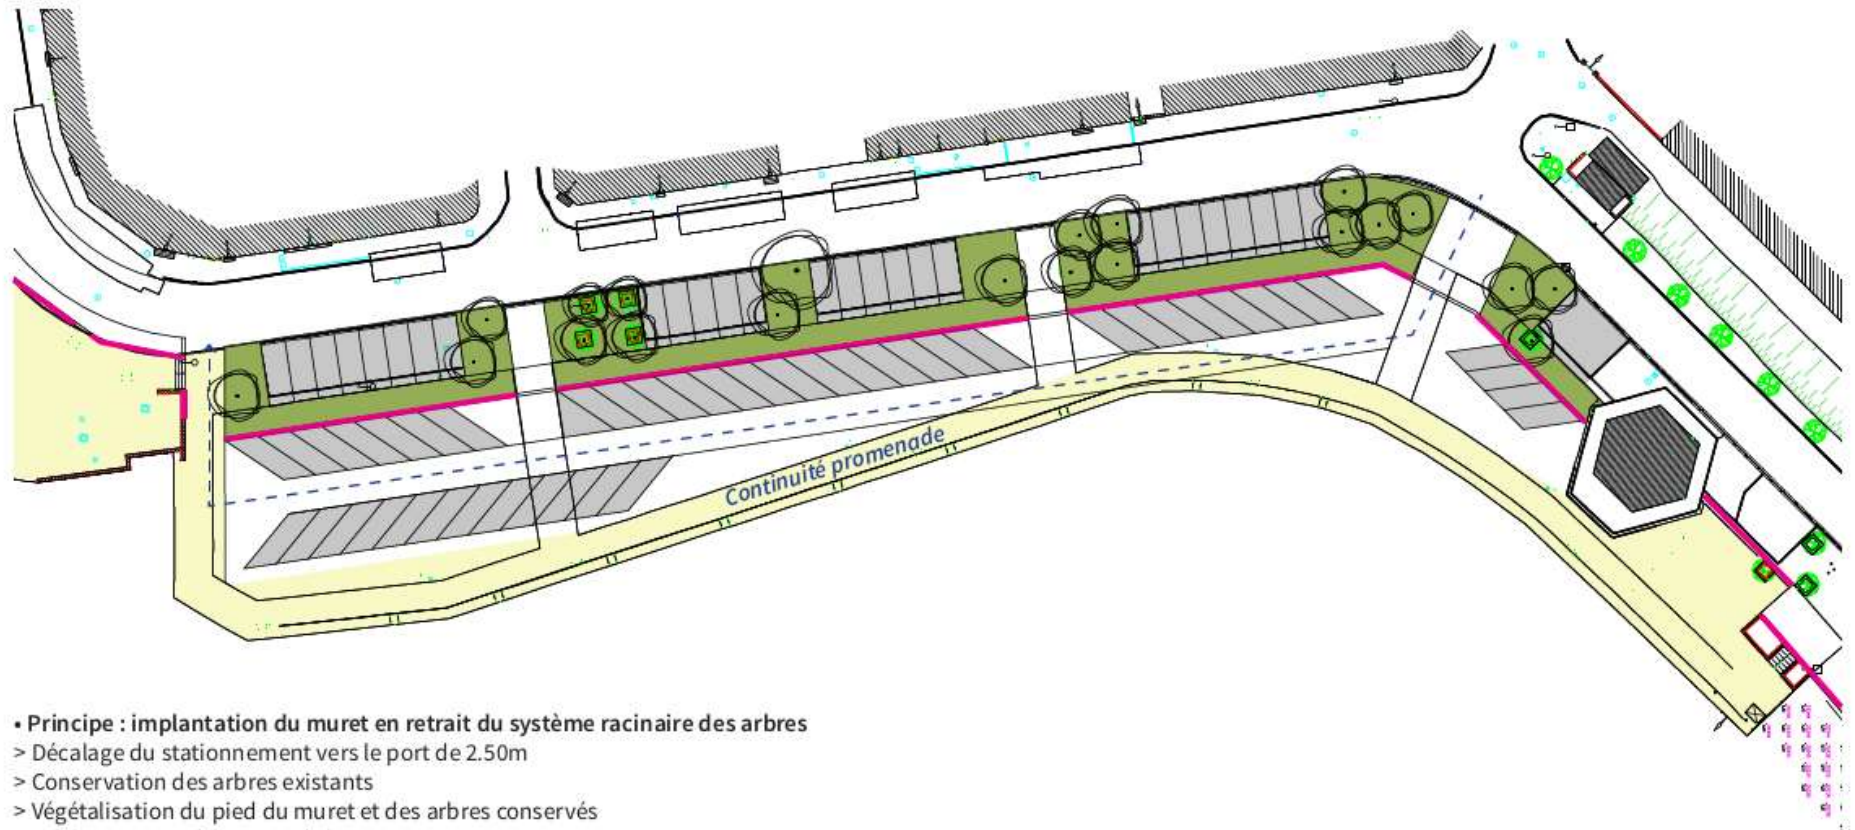 Continuité promenade
• Principe : implantation du muret en retrait du système racinaire des arbres
> Décalage du stationnement vers le port de 2.50m
> Conservation des arbres existants
> Végétalisation du pied du muret et des arbres conservés